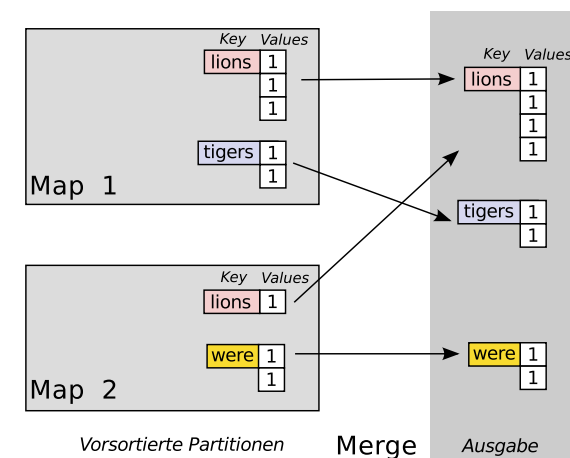 Key Values
lions 1
1
1
tigers 1
1
Map 1
Key Values
lions 1
were 1
1
Map 2
Vorsortierte Partitionen
Merge
Key Values
lions 1
1
1
1
tigers 1
1
were 1
1
Ausgabe